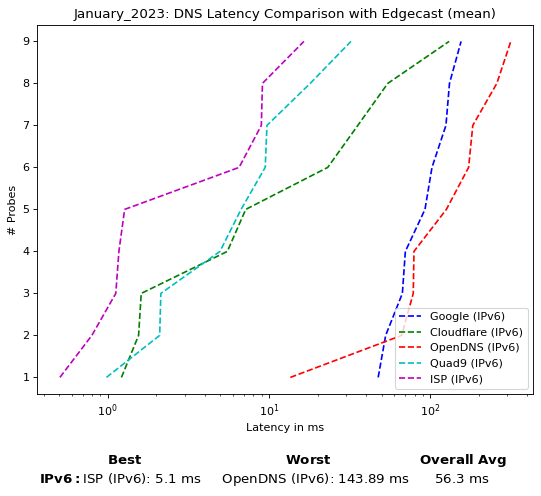 January_2023: DNS Latency Comparison with Edgecast (mean)
9
8
7
6
5
4
3
2
1
# Probes
Google (IPv6)
Cloudflare (IPv6)
OpenDNS (IPv6)
Quad9 (IPv6)
ISP (IPv6)
10⁰ 10¹ 10²
Latency in ms
Best Worst Overall Avg
IPv6: ISP (IPv6): 5.1 ms OpenDNS (IPv6): 143.89 ms 56.3 ms